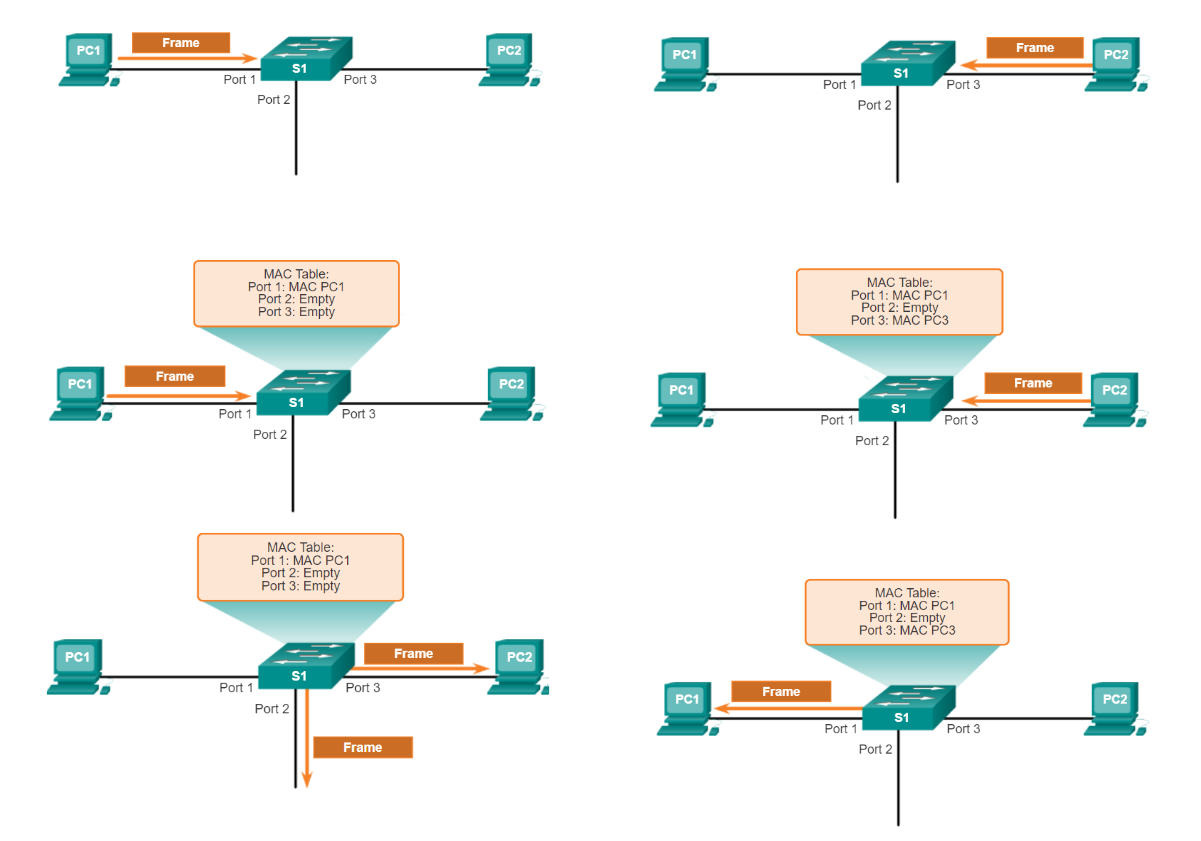 PC1
Frame
S1
PC2
Port 1
Port 3
Port 2
PC1
Frame
S1
PC2
Port 1
Port 3
Port 2
MAC Table:
Port 1: MAC PC1
Port 2: Empty
Port 3: Empty
PC1
Frame
S1
PC2
Port 1
Port 3
Port 2
MAC Table:
Port 1: MAC PC1
Port 2: Empty
Port 3: MAC PC3
PC1
Frame
S1
PC2
Port 1
Port 3
Port 2
MAC Table:
Port 1: MAC PC1
Port 2: Empty
Port 3: Empty
PC1
Frame
S1
PC2
Port 1
Port 3
Port 2
Frame
MAC Table:
Port 1: MAC PC1
Port 2: Empty
Port 3: MAC PC3
PC1
Frame
S1
PC2
Port 1
Port 3
Port 2